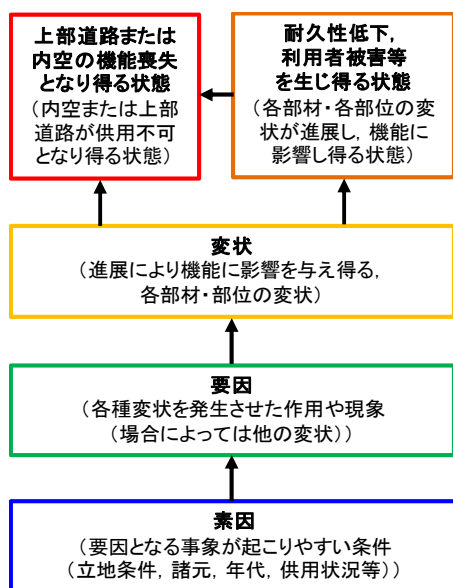 上部道路または
内空の機能喪失
となり得る状態
（内空または上部
道路が供用不可
となり得る状態）
耐久性低下，
利用者被害等
を生じ得る状態
（各部材・各部位の変
状が進展し，機能に
影響し得る状態）
変状
（進展により機能に影響を与え得る，
各部材・部位の変状）
要因
（各種変状を発生させた作用や現象
（場合によっては他の変状））
素因
（要因となる事象が起こりやすい条件
（立地条件，諸元，年代，供用状況等））